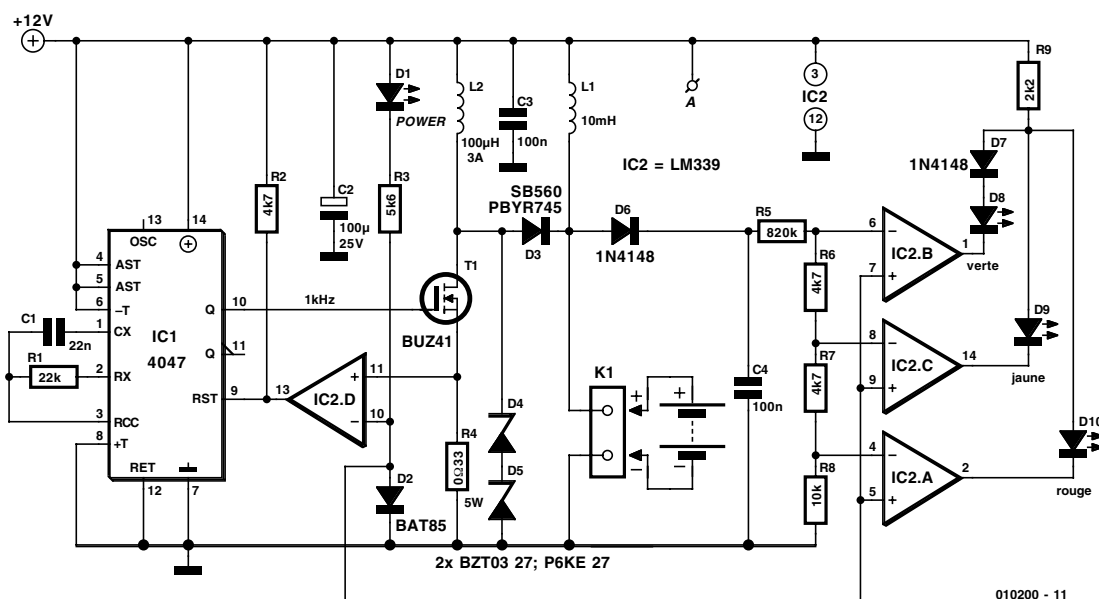 +12V
D1
POWER
L2
100µH
3A
C3
100n
L1
10mH
A
3
IC2
12
R9
2k2
IC2 = LM339
D7
1N4148
D8
R2
4k7
C2
100µ
25V
R3
5k6
SB560
PBYR745
D3
D6
1N4148
R5
820k
6
7
IC2.B
1
verte
13
14
OSC
4
AST
5
AST
6
–T
1
CX
2
RX
3
RCC
8
+T
IC1
4047
Q
10
Q
11
RST
9
RET
12
7
C1
22n
R1
22k
1kHz
T1
BUZ41
13
IC2.D
11
10
R4
0Ω33
5W
D2
BAT85
D4
D5
K1
+
–
+
–
C4
100n
R6
4k7
R7
4k7
R8
10k
8
9
IC2.C
14
D9
jaune
4
5
IC2.A
2
D10
rouge
2x BZT03 27; P6KE 27
010200 - 11